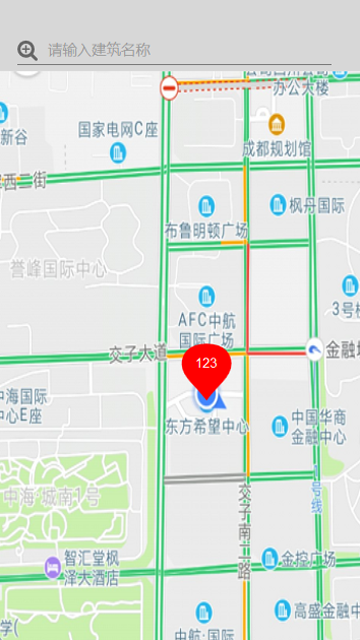 请输入建筑名称
办公大楼
国家电网C座
新谷
成都规划馆
西二街
枫丹国际
布鲁明顿广场
誉峰国际中心
3号
AFC中航
国际广场
交子大道
金融
123
中海国际
中心E座
东方希望中心
中国华商
金融中心
中海·城南1号
1号线
交子南一路
智汇堂枫
泽大酒店
金控广场
高盛金融中
中航·国际
学(